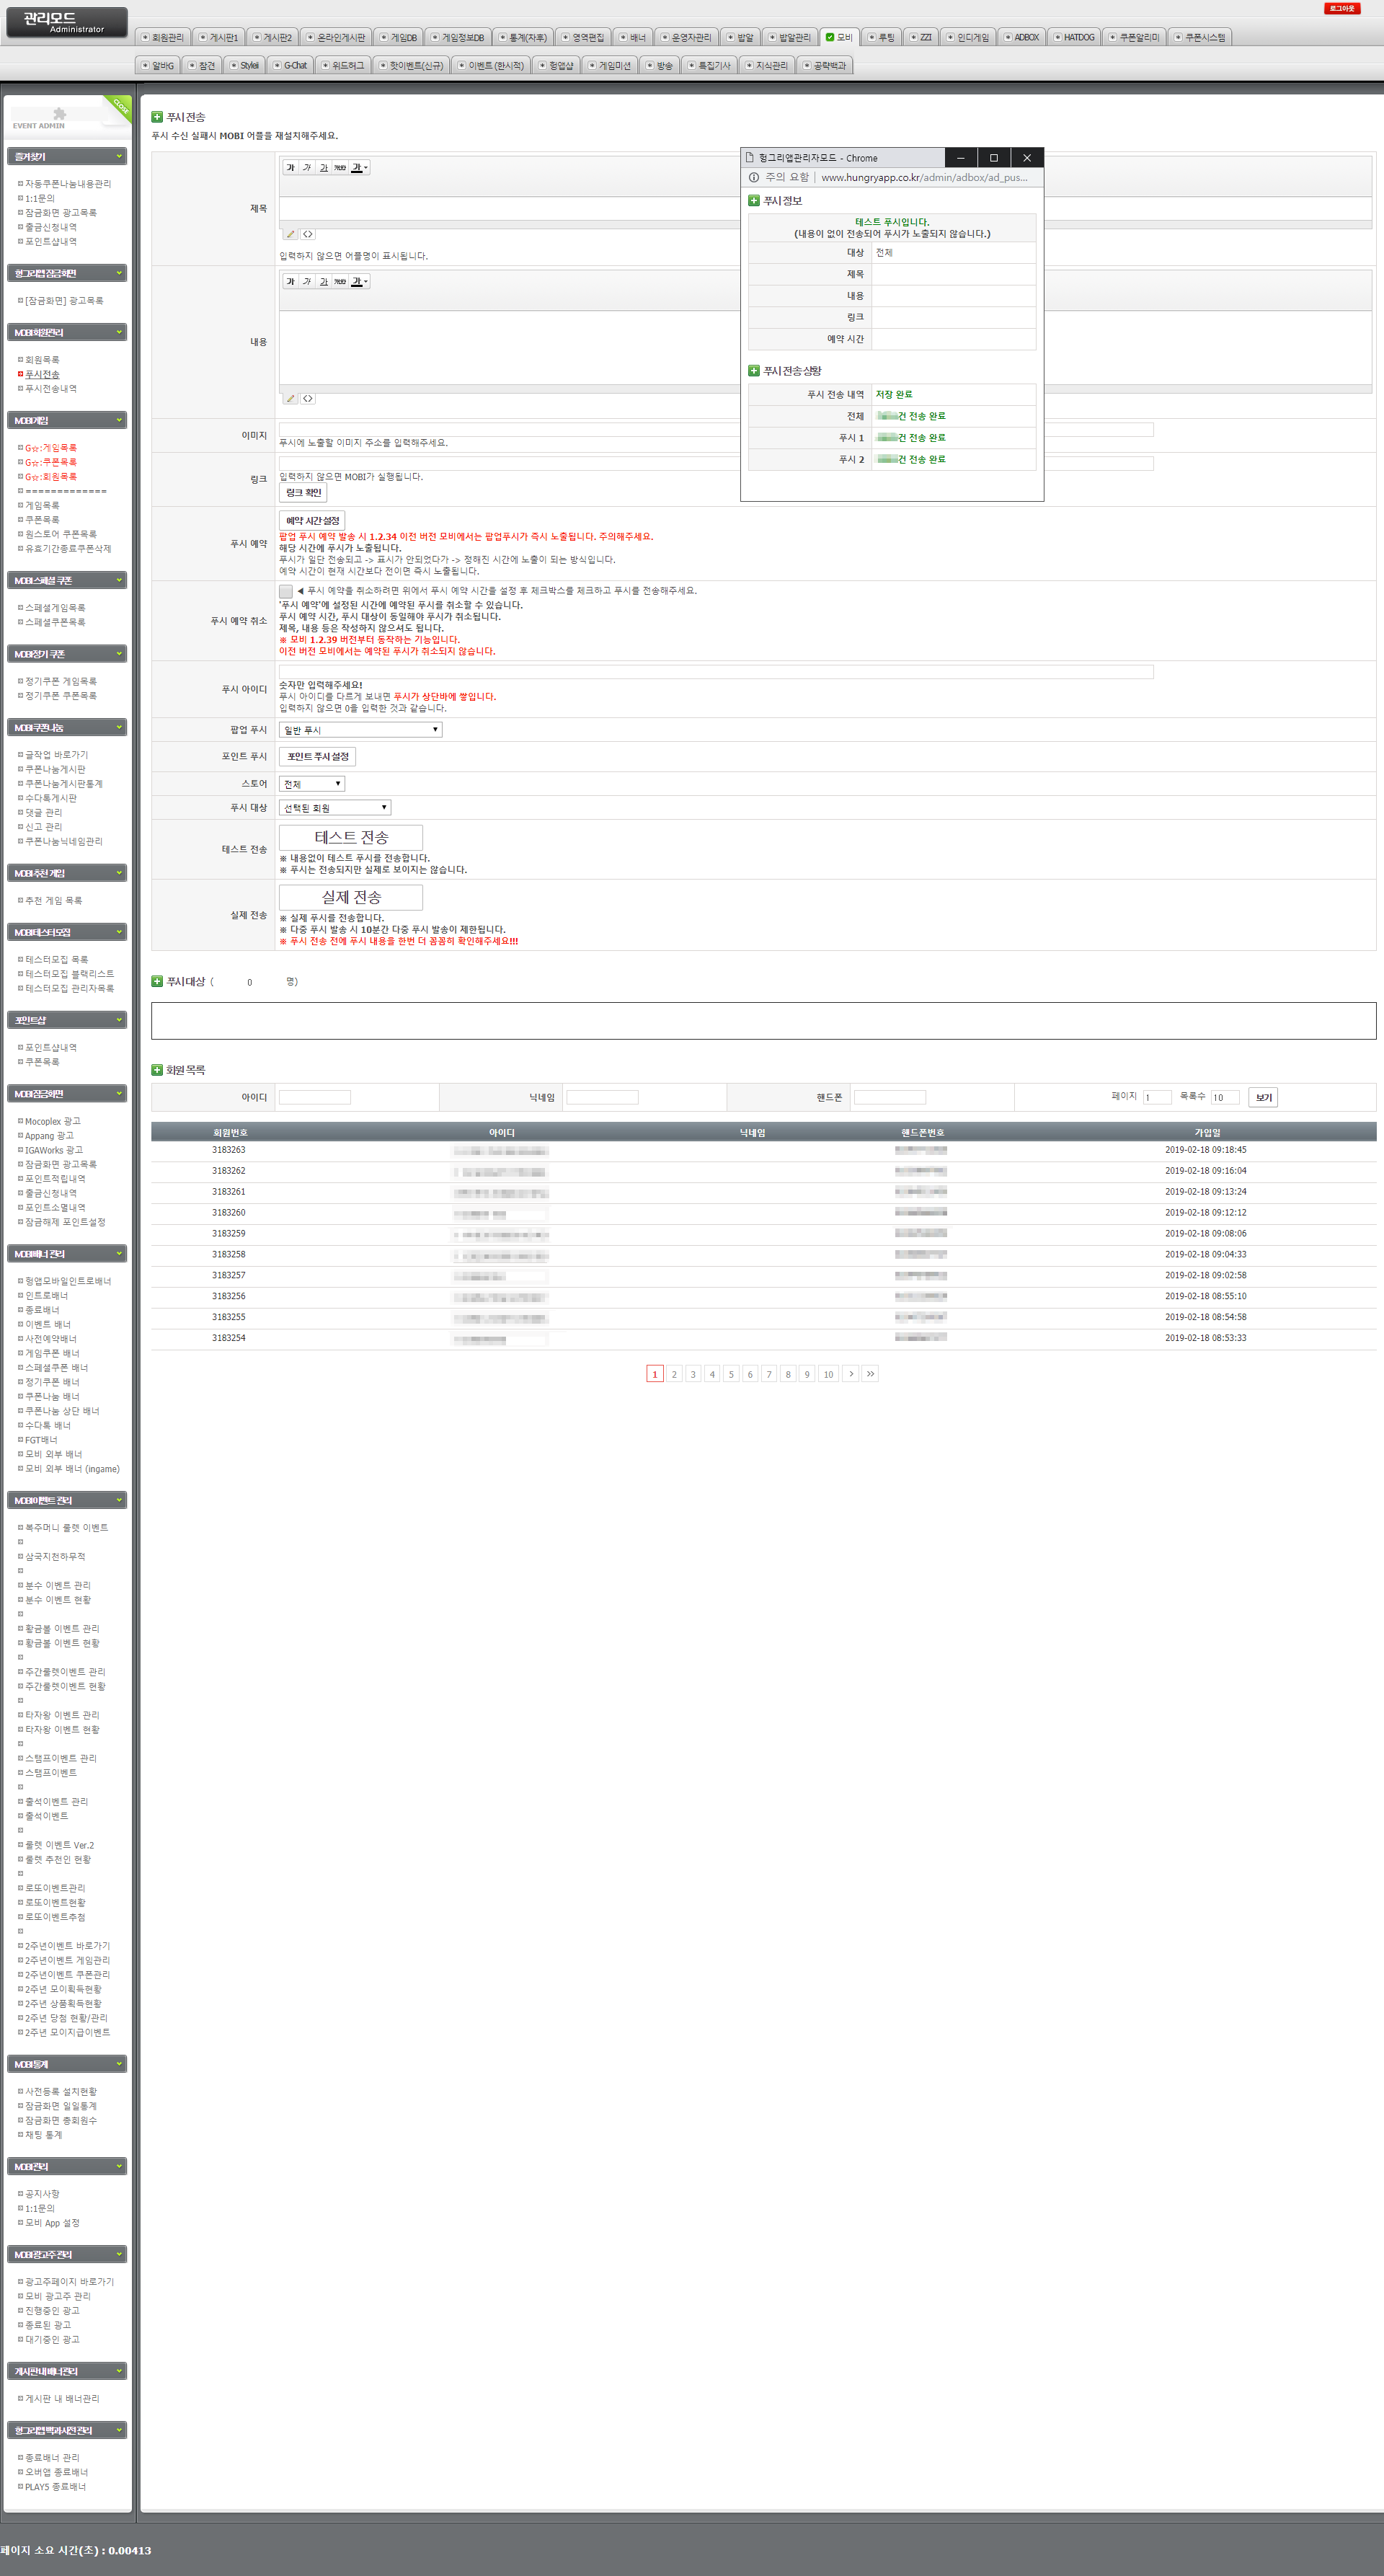 관리모드
Administrator
로그아웃
회원관리 게시판1 게시판2 온라인게시판 게임DB 게임정보DB 통계(자후) 영역편집 배너 운영자관리 밥알 밥알관리 모비 루팅 ZZI 인디게임 ADBOX HATDOG 쿠폰알리미 쿠폰시스템
알바G 잠건 Stylei G-Chat 위드허그 핫이벤트(신규) 이벤트 (한시적) 헝앱샵 게임미션 방송 특집기사 지식관리 공략백과
CLOSE
EVENT ADMIN
즐겨찾기
자동쿠폰나눔내용관리
1:1문의
잠금화면 광고목록
출금신청내역
포인트샵내역
헝그리앱 잠금화면
[잠금화면] 광고목록
MOBI회원관리
회원목록
푸시전송
푸시전송내역
MOBI게임
G☆:게임목록
G☆:쿠폰목록
G☆:회원목록
=============
게임목록
쿠폰목록
원스토어 쿠폰목록
유효기간종료쿠폰삭제
MOBI스페셜 쿠폰
스페셜게임목록
스페셜쿠폰목록
MOBI정기 쿠폰
정기쿠폰 게임목록
정기쿠폰 쿠폰목록
MOBI쿠폰나눔
글작업 바로가기
쿠폰나눔게시판
쿠폰나눔게시판통계
수다톡게시판
댓글 관리
신고 관리
쿠폰나눔닉네임관리
MOBI 추천 게임
추천 게임 목록
MOBI테스터모집
테스터모집 목록
테스터모집 블랙리스트
테스터모집 관리자목록
포인트샵
포인트샵내역
쿠폰목록
MOBI잠금화면
Mocoplex 광고
Appang 광고
IGAWorks 광고
잠금화면 광고목록
포인트적립내역
출금신청내역
포인트소멸내역
잠금해제 포인트설정
MOBI배너 관리
헝앱모바일인트로배너
인트로배너
종료배너
이벤트 배너
사전예약배너
게임쿠폰 배너
스페셜쿠폰 배너
정기쿠폰 배너
쿠폰나눔 배너
쿠폰나눔 상단 배너
수다톡 배너
FGT배너
모비 외부 배너
모비 외부 배너 (ingame)
MOBI이벤트 관리
복주머니 룰렛 이벤트
삼국지천하무적
분수 이벤트 관리
분수 이벤트 현황
황금볼 이벤트 관리
황금볼 이벤트 현황
주간룰렛이벤트 관리
주간룰렛이벤트 현황
타자왕 이벤트 관리
타자왕 이벤트 현황
스탬프이벤트 관리
스탬프이벤트
출석이벤트 관리
출석이벤트
룰렛 이벤트 Ver.2
룰렛 추천인 현황
로또이벤트관리
로또이벤트현황
로또이벤트추첨
2주년이벤트 바로가기
2주년이벤트 게임관리
2주년이벤트 쿠폰관리
2주년 모이획득현황
2주년 상품획득현황
2주년 당첨 현황/관리
2주년 모이지급이벤트
MOBI통계
사전등록 설치현황
잠금화면 일일통계
잠금화면 총회원수
채팅 통계
MOBI관리
공지사항
1:1문의
모비 App 설정
MOBI광고주 관리
광고주페이지 바로가기
모비 광고주 관리
진행중인 광고
종료된 광고
대기중인 광고
게시판내 배너관리
게시판 내 배너관리
헝그리앱 백과사전 관리
종료배너 관리
오버앱 종료배너
PLAY5 종료배너
푸시 전송
푸시 수신 실패시 MOBI 어플을 재설치해주세요.
제목
가 가 가 가나다 가
입력하지 않으면 어플명이 표시됩니다.
내용
가 가 가 가나다 가
이미지
푸시에 노출할 이미지 주소를 입력해주세요.
링크
입력하지 않으면 MOBI가 실행됩니다.
링크 확인
푸시 예약
예약 시간 설정
팝업 푸시 예약 발송 시 1.2.34 이전 버전 모비에서는 팝업푸시가 즉시 노출됩니다. 주의해주세요.
해당 시간에 푸시가 노출됩니다.
푸시가 일단 전송되고 -> 표시가 안되었다가 -> 정해진 시간에 노출이 되는 방식입니다.
예약 시간이 현재 시간보다 전이면 즉시 노출됩니다.
푸시 예약 취소
◀ 푸시 예약을 취소하려면 위에서 푸시 예약 시간을 설정 후 체크박스를 체크하고 푸시를 전송해주세요.
'푸시 예약'에 설정된 시간에 예약된 푸시를 취소할 수 있습니다.
푸시 예약 시간, 푸시 대상이 동일해야 푸시가 취소됩니다.
제목, 내용 등은 작성하지 않으셔도 됩니다.
※ 모비 1.2.39 버전부터 동작하는 기능입니다.
이전 버전 모비에서는 예약된 푸시가 취소되지 않습니다.
푸시 아이디
숫자만 입력해주세요!
푸시 아이디를 다르게 보내면 푸시가 상단바에 쌓입니다.
입력하지 않으면 0을 입력한 것과 같습니다.
팝업 푸시
일반 푸시
포인트 푸시
포인트 푸시 설정
스토어
전체
푸시 대상
선택된 회원
테스트 전송
테스트 전송
※ 내용없이 테스트 푸시를 전송합니다.
※ 푸시는 전송되지만 실제로 보이지는 않습니다.
실제 전송
실제 전송
※ 실제 푸시를 전송합니다.
※ 다중 푸시 발송 시 10분간 다중 푸시 발송이 제한됩니다.
※ 푸시 전송 전에 푸시 내용을 한번 더 꼼꼼히 확인해주세요!!!
헝그리앱관리자모드 - Chrome
주의 요함 | www.hungryapp.co.kr/admin/adbox/ad_pus...
푸시 정보
테스트 푸시입니다.
(내용이 없이 전송되어 푸시가 노출되지 않습니다.)
대상 전체
제목
내용
링크
예약 시간
푸시 전송상황
푸시 전송 내역 저장 완료
전체 건 전송 완료
푸시 1 건 전송 완료
푸시 2 건 전송 완료
푸시 대상 ( 0 명)
회원 목록
아이디 닉네임 핸드폰 페이지 1 목록수 10 보기
회원번호 아이디 닉네임 핸드폰번호 가입일
3183263 2019-02-18 09:18:45
3183262 2019-02-18 09:16:04
3183261 2019-02-18 09:13:24
3183260 2019-02-18 09:12:12
3183259 2019-02-18 09:08:06
3183258 2019-02-18 09:04:33
3183257 2019-02-18 09:02:58
3183256 2019-02-18 08:55:10
3183255 2019-02-18 08:54:58
3183254 2019-02-18 08:53:33
1 2 3 4 5 6 7 8 9 10 > >>
페이지 소요 시간(초) : 0.00413